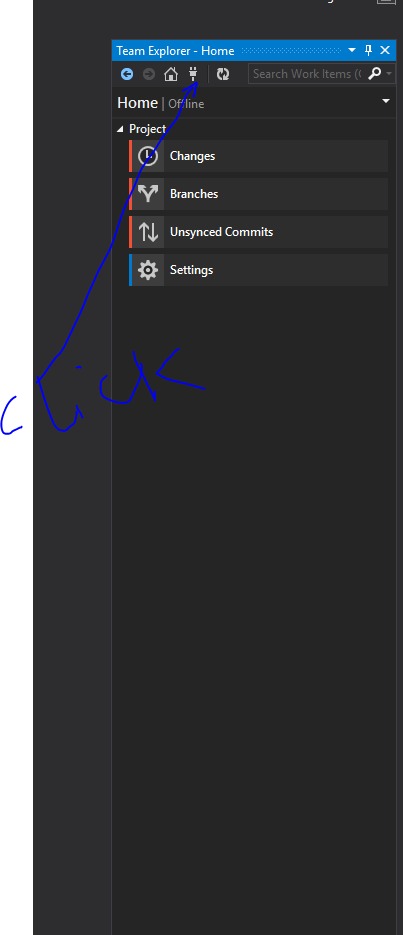 Team Explorer - Home
Search Work Items (
Home | Offline
Project
Changes
Branches
Unsynced Commits
Settings
click